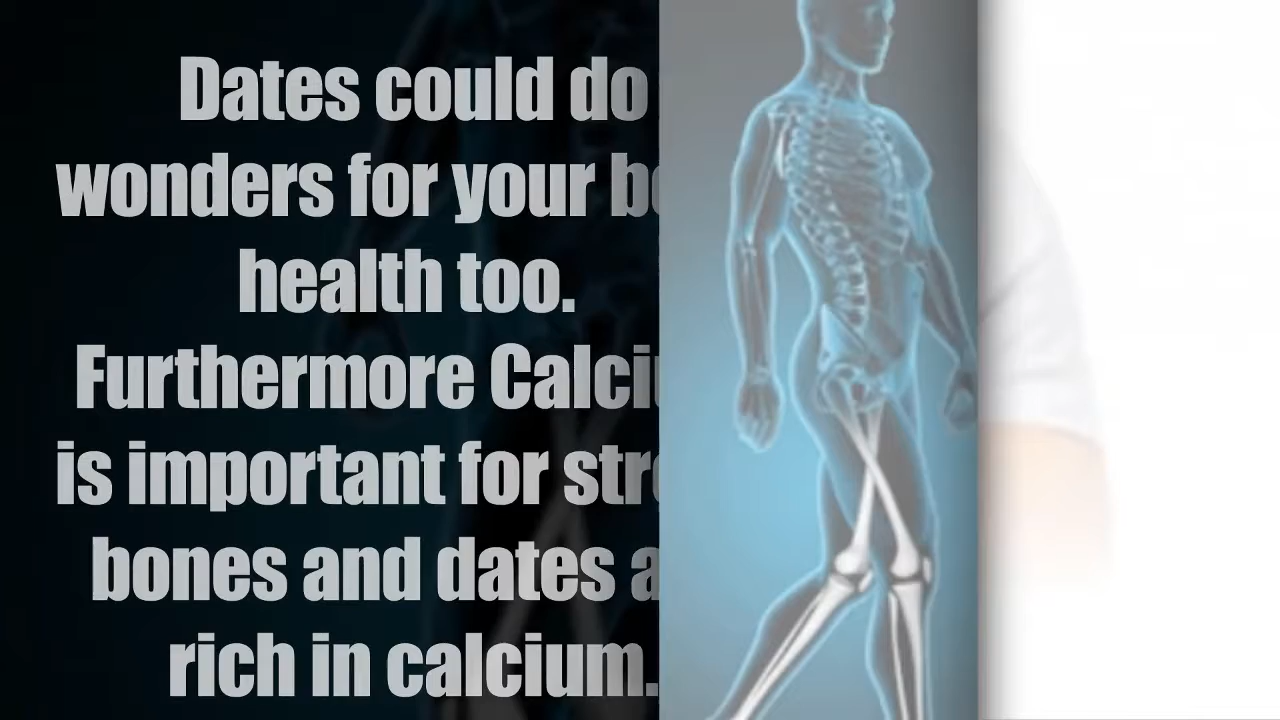 Dates could do
wonders for your
health too.
Furthermore
is important for
bones and dates
rich in calcium.